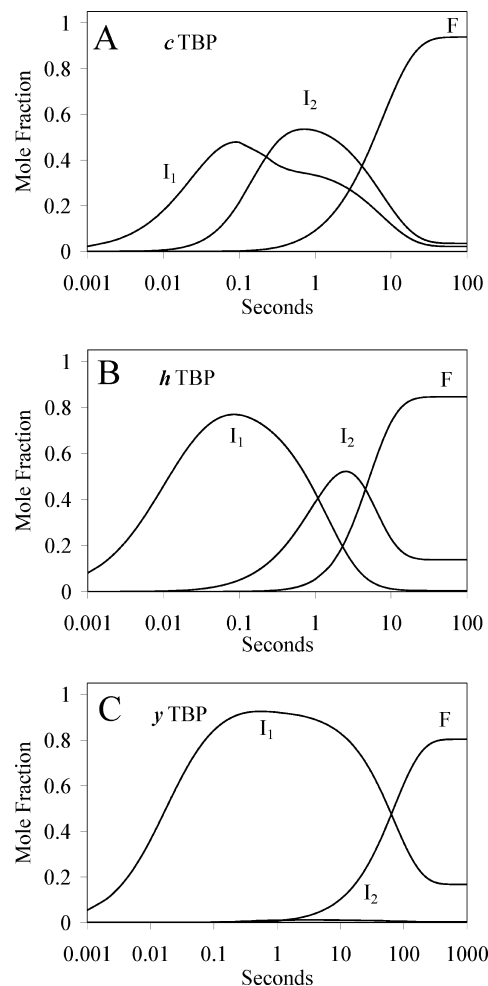 A
c TBP
F
I₂
I₁
Mole Fraction
1
0.8
0.6
0.4
0.2
0
0.001 0.01 0.1 1 10 100
Seconds
B
h TBP
F
I₁ I₂
Mole Fraction
1
0.8
0.6
0.4
0.2
0
0.001 0.01 0.1 1 10 100
Seconds
C
y TBP
F
I₁
I₂
Mole Fraction
1
0.8
0.6
0.4
0.2
0
0.001 0.01 0.1 1 10 100 1000
Seconds